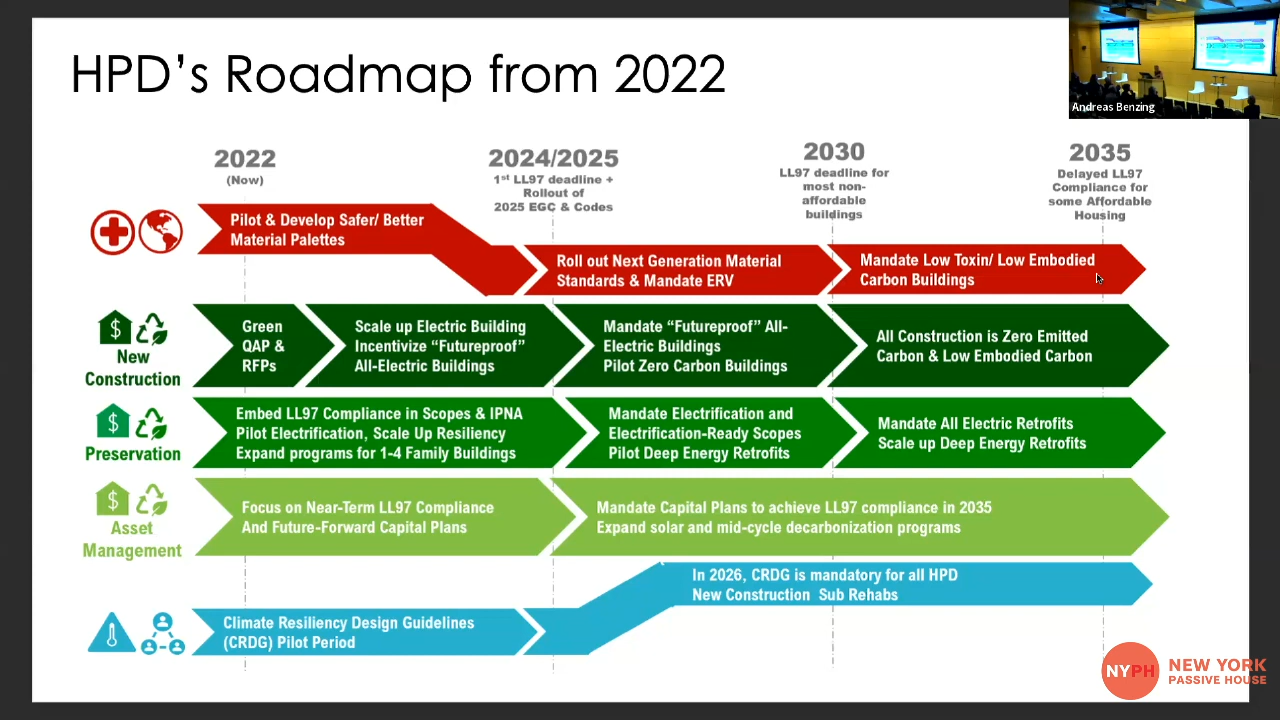 HPD's Roadmap from 2022
Andreas Benzing
2022
(Now)
2024/2025
1st LL97 deadline +
Rollout of
2025 EGC & Codes
2030
LL97 deadline for
most non-
affordable
buildings
2035
Delayed LL97
Compliance for
some Affordable
Housing
Pilot & Develop Safer/ Better
Material Palettes
Roll out Next Generation Material
Standards & Mandate ERV
Mandate Low Toxin/ Low Embodied
Carbon Buildings
$
New
Construction
Green
QAP &
RFPs
Scale up Electric Building
Incentivize “Futureproof”
All-Electric Buildings
Mandate “Futureproof” All-
Electric Buildings
Pilot Zero Carbon Buildings
All Construction is Zero Emitted
Carbon & Low Embodied Carbon
$
Preservation
Embed LL97 Compliance in Scopes & IPNA
Pilot Electrification, Scale Up Resiliency
Expand programs for 1-4 Family Buildings
Mandate Electrification and
Electrification-Ready Scopes
Pilot Deep Energy Retrofits
Mandate All Electric Retrofits
Scale up Deep Energy Retrofits
$
Asset
Management
Focus on Near-Term LL97 Compliance
And Future-Forward Capital Plans
Mandate Capital Plans to achieve LL97 compliance in 2035
Expand solar and mid-cycle decarbonization programs
Climate Resiliency Design Guidelines
(CRDG) Pilot Period
In 2026, CRDG is mandatory for all HPD
New Construction Sub Rehabs
NYPH
NEW YORK
PASSIVE HOUSE